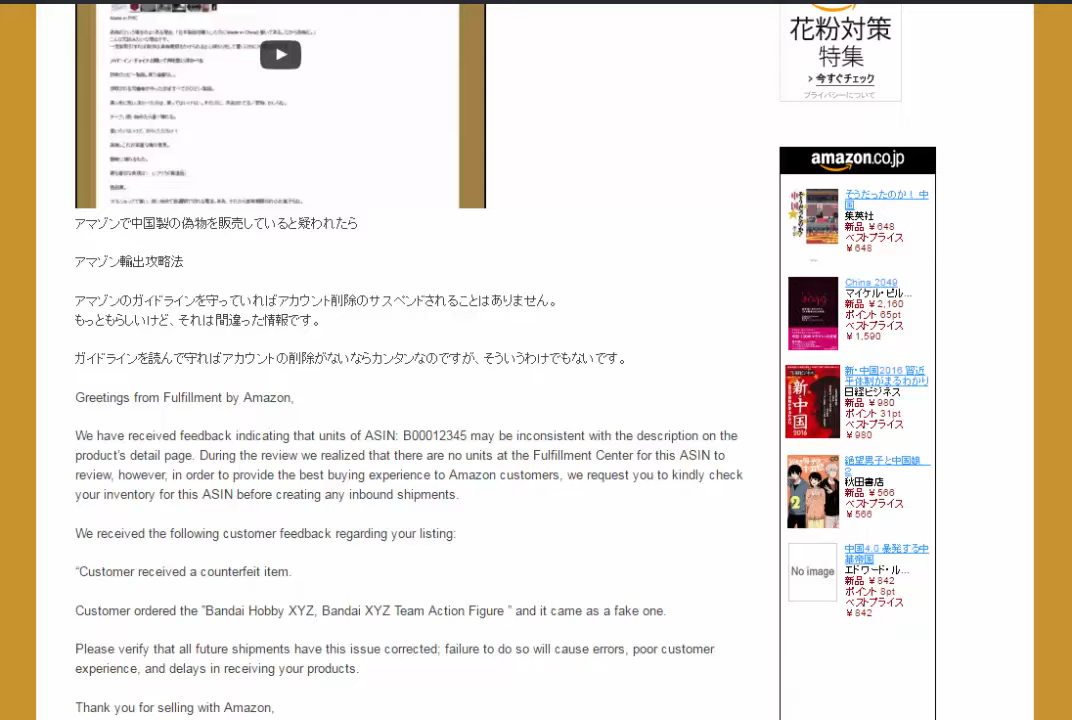 アマゾンで中国製の偽物を販売していると疑われたら
アマゾン輸出攻略法
アマゾンのガイドラインを守っていればアカウント削除のサスペンドされることはありません。
もっともらしいけど、それは間違った情報です。
ガイドラインを読んで守ればアカウントの削除がないならカンタンなのですが、そういうわけでもないです。
Greetings from Fulfillment by Amazon,
We have received feedback indicating that units of ASIN: B00012345 may be inconsistent with the description on the
product’s detail page. During the review we realized that there are no units at the Fulfillment Center for this ASIN to
review, however, in order to provide the best buying experience to Amazon customers, we request you to kindly check
your inventory for this ASIN before creating any inbound shipments.
We received the following customer feedback regarding your listing:
“Customer received a counterfeit item.
Customer ordered the ”Bandai Hobby XYZ, Bandai XYZ Team Action Figure ” and it came as a fake one.
Please verify that all future shipments have this issue corrected; failure to do so will cause errors, poor customer
experience, and delays in receiving your products.
Thank you for selling with Amazon,
花粉対策
特集
› 今すぐチェック
プライバシーについて
amazon.co.jp
そうだったのか! 中
国
集英社
新品 ¥648
ベストプライス
¥648
China 2049
マイケル・ピル...
新品 ¥2,160
ポイント 65pt
ベストプライス
¥1,590
新・中国2016 習近
平体制がまるわかり
日経ビジネス
新品 ¥980
ポイント 31pt
ベストプライス
¥980
絶望男子と中国娘
2
秋田書店
新品 ¥566
ベストプライス
¥566
No image
中国4.0 暴発する中
華帝国
エドワード・ル...
新品 ¥842
ポイント 8pt
ベストプライス
¥842